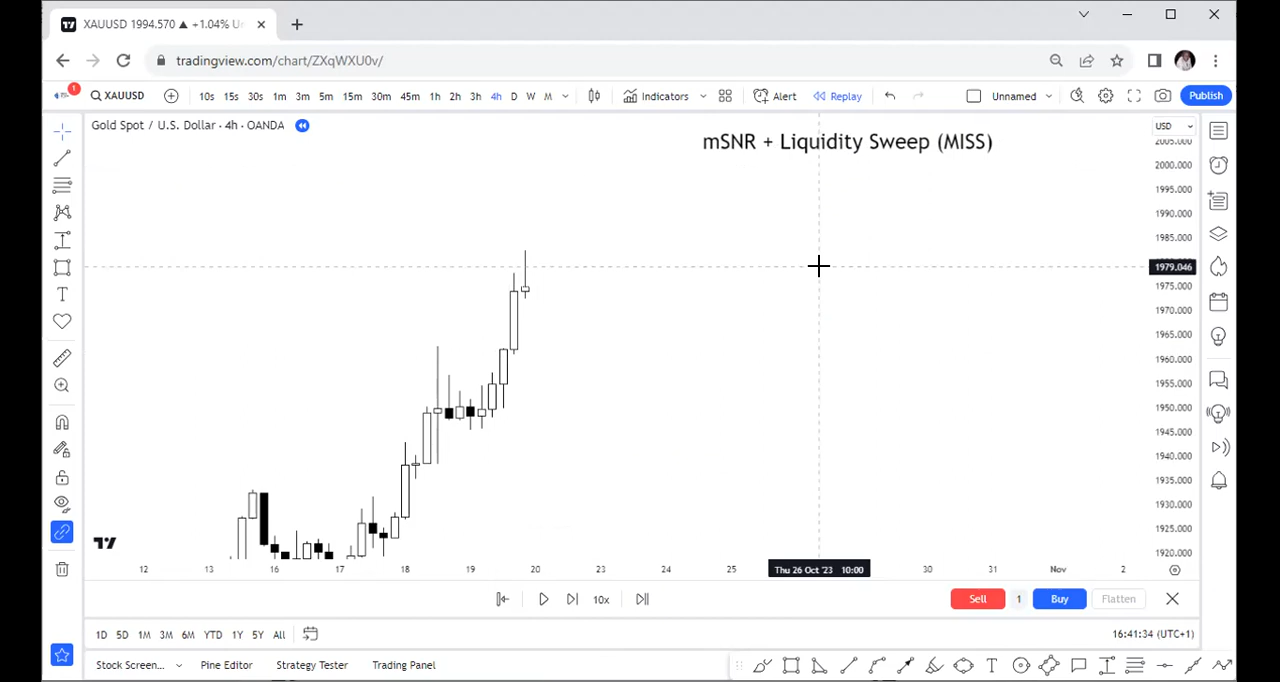 XAUUSD 1994.570 ▲ +1.04% Un
tradingview.com/chart/ZXqWXU0v/
1
XAUUSD 10s 15s 30s 1m 3m 5m 15m 30m 45m 1h 2h 3h 4h D W M Indicators Alert Replay Unnamed Publish
Gold Spot / U.S. Dollar · 4h · OANDA
USD
mSNR + Liquidity Sweep (MISS)
2005.000
2000.000
1995.000
1990.000
1985.000
1979.046
1975.000
1970.000
1965.000
1960.000
1955.000
1950.000
1945.000
1940.000
1935.000
1930.000
1925.000
1920.000
12 13 16 17 18 19 20 23 24 25 Thu 26 Oct '23 10:00 30 31 Nov 2
10x Sell 1 Buy Flatten
1D 5D 1M 3M 6M YTD 1Y 5Y All 16:41:34 (UTC+1)
Stock Screen... Pine Editor Strategy Tester Trading Panel